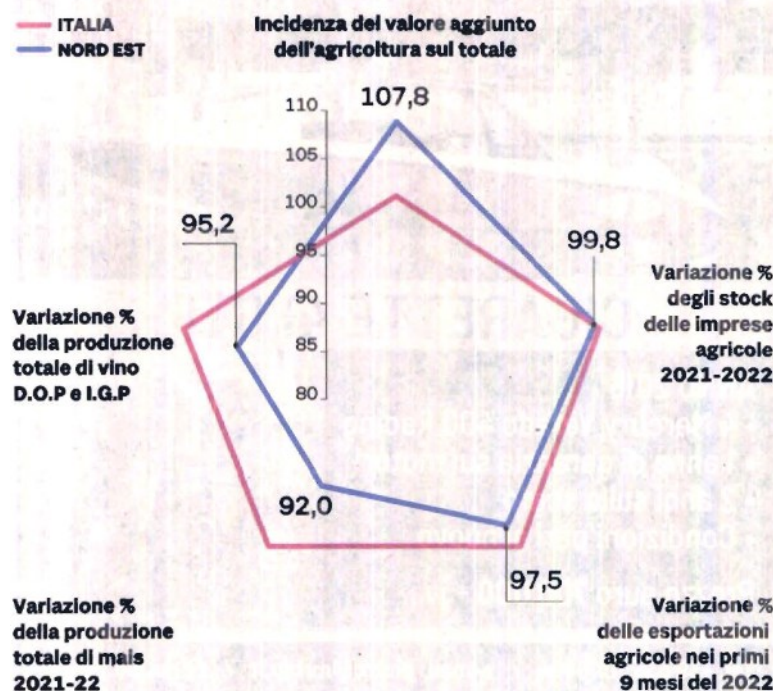 ITALIA
NORD EST
Incidenza del valore aggiunto
dell'agricoltura sul totale
107,8
110
105
100
95
90
85
80
95,2
99,8
Variazione %
degli stock
delle imprese
agricole
2021-2022
Variazione %
della produzione
totale di vino
D.O.P e I.G.P
92,0
97,5
Variazione %
della produzione
totale di mais
2021-22
Variazione %
delle esportazioni
agricole nei primi
9 mesi del 2022